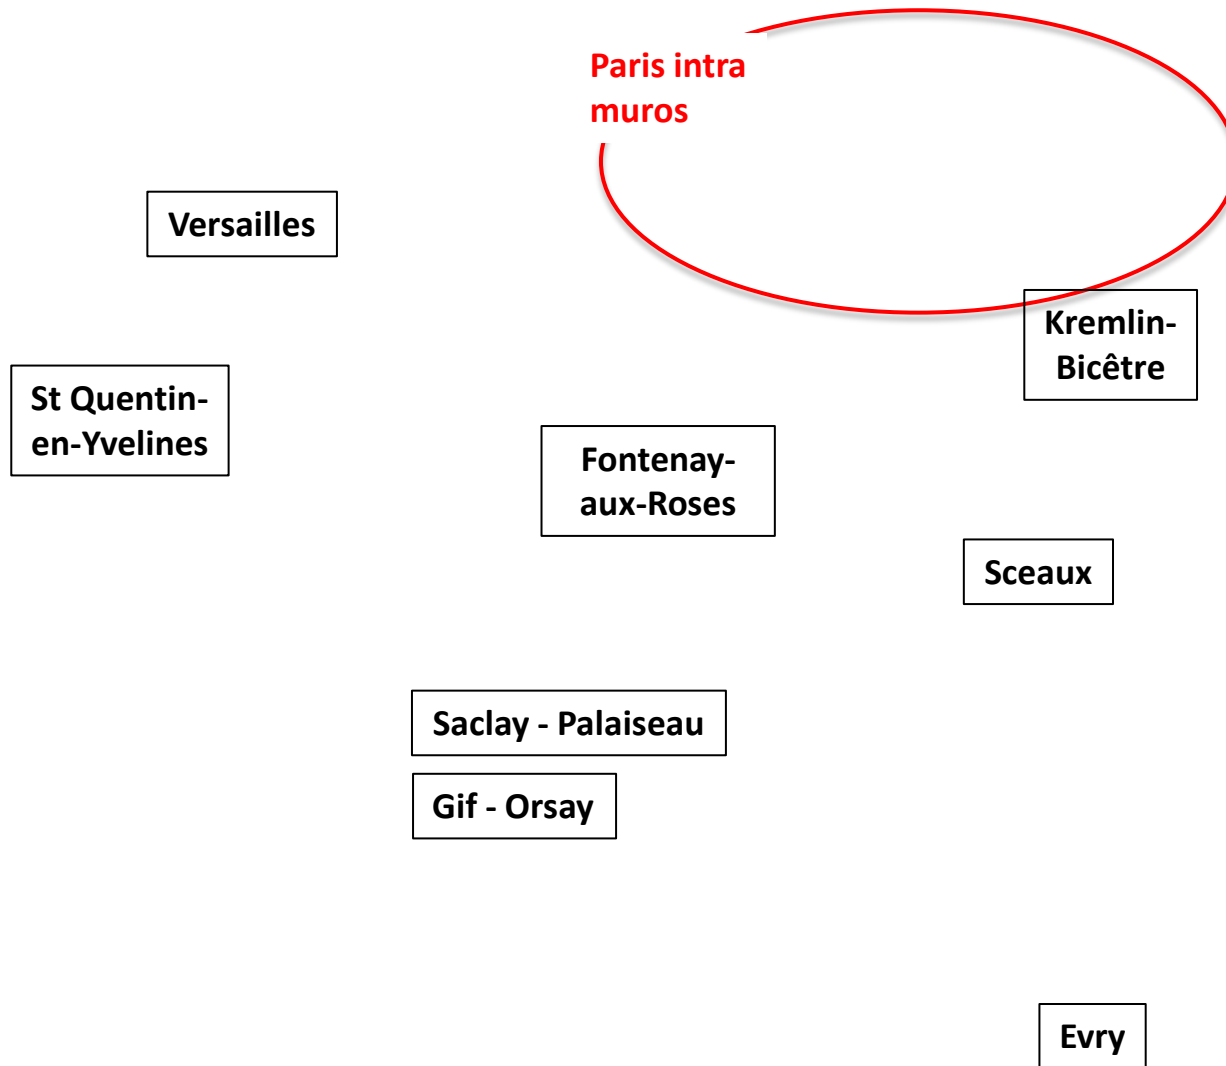 Paris intra
muros
Versailles
Kremlin-
Bicêtre
St Quentin-
en-Yvelines
Fontenay-
aux-Roses
Sceaux
Saclay - Palaiseau
Gif - Orsay
Evry